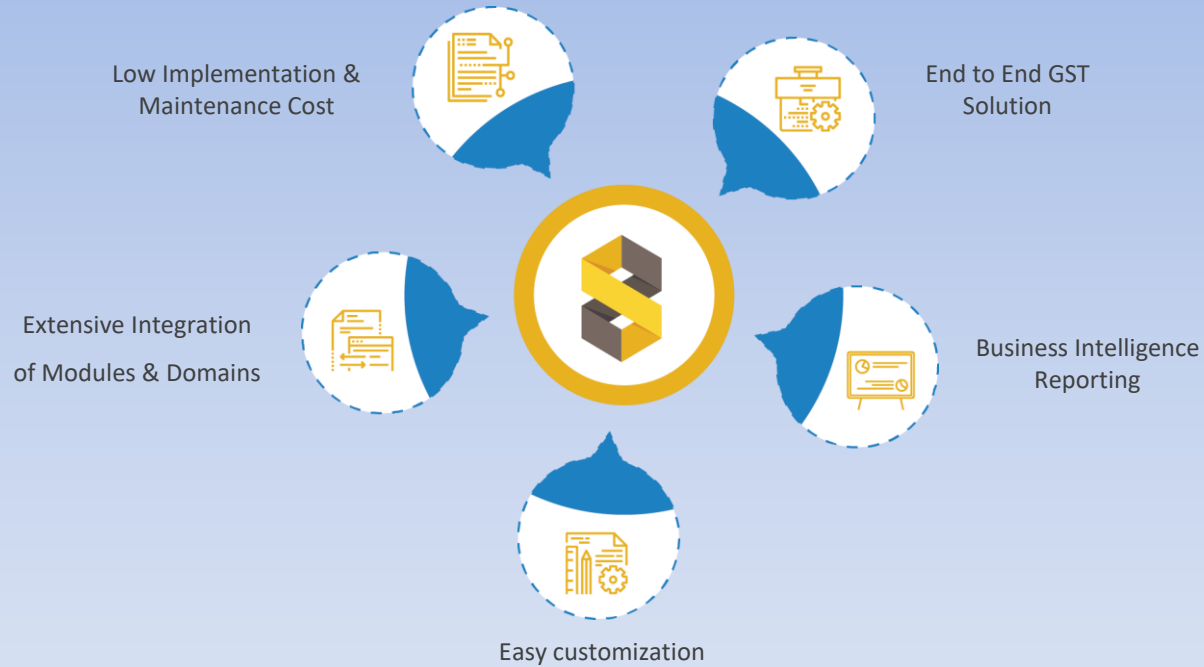 Low Implementation &
Maintenance Cost
End to End GST
Solution
Extensive Integration
of Modules & Domains
Business Intelligence
Reporting
Easy customization